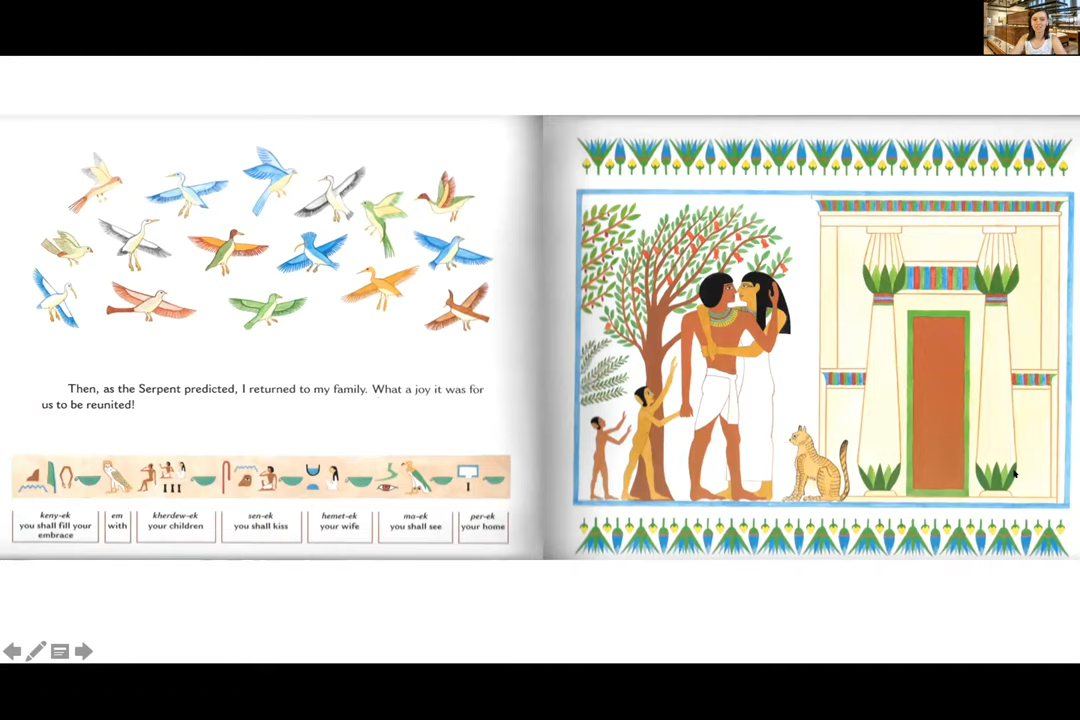 Then, as the Serpent predicted, I returned to my family. What a joy it was for
us to be reunited!
keny-ek
you shall fill your
embrace
em
with
kherdew-ek
your children
sen-ek
you shall kiss
hemet-ek
your wife
ma-ek
you shall see
per-ek
your home